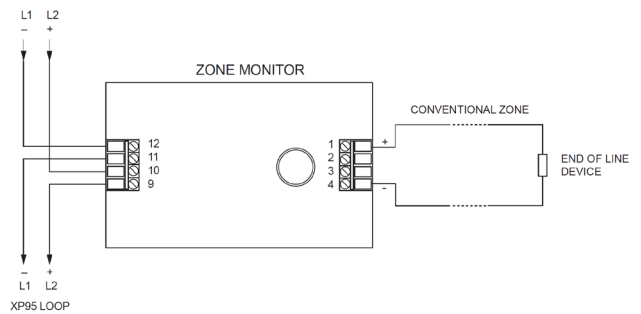 L1 L2
– +
ZONE MONITOR
CONVENTIONAL ZONE
12 1 +
11 2
10 3
9 4 -
END OF LINE
DEVICE
– +
L1 L2
XP95 LOOP